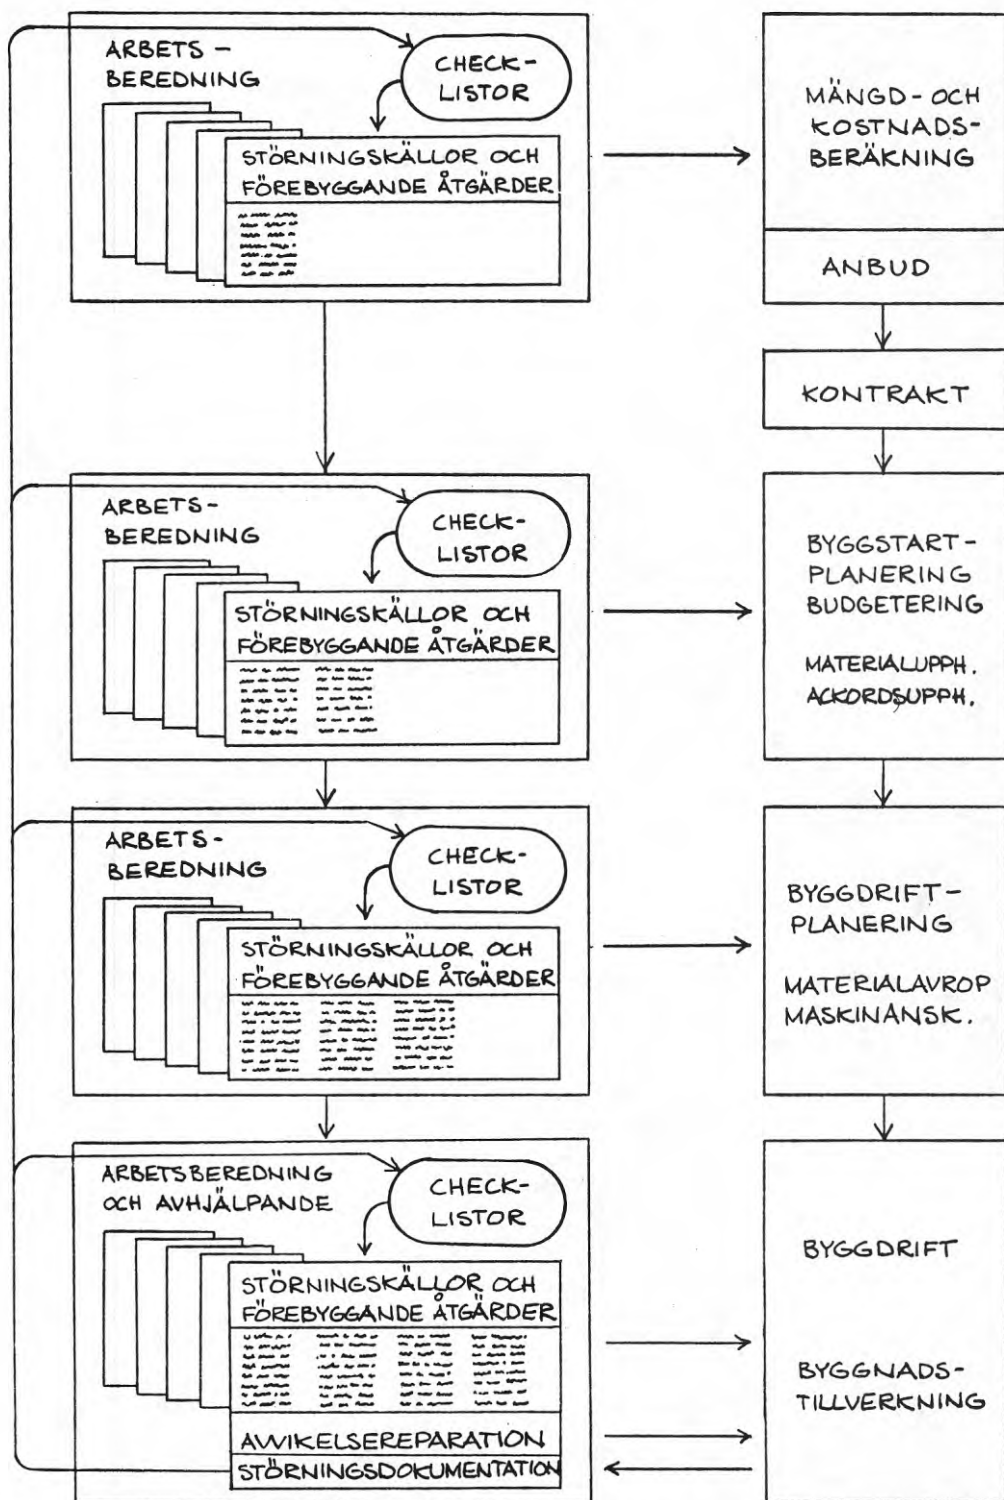 ARBETS-
BEREDNING
CHECK-
LISTOR
STÖRNINGSKÄLLOR OCH
FÖREBYGGANDE ÅTGÄRDER
MÄNGD- OCH
KOSTNADS-
BERÄKNING
ANBUD
KONTRAKT
ARBETS-
BEREDNING
CHECK-
LISTOR
STÖRNINGSKÄLLOR OCH
FÖREBYGGANDE ÅTGÄRDER
BYGGSTART-
PLANERING
BUDGETERING
MATERIALUPPH.
ACKORDSUPPH.
ARBETS-
BEREDNING
CHECK-
LISTOR
STÖRNINGSKÄLLOR OCH
FÖREBYGGANDE ÅTGÄRDER
BYGGDRIFT-
PLANERING
MATERIALAVROP
MASKINANSK.
ARBETSBEREDNING
OCH AVHJÄLPANDE
CHECK-
LISTOR
STÖRNINGSKÄLLOR OCH
FÖREBYGGANDE ÅTGÄRDER
AVVIKELSEREPARATION
STÖRNINGSDOKUMENTATION
BYGGDRIFT
BYGGNADS-
TILLVERKNING